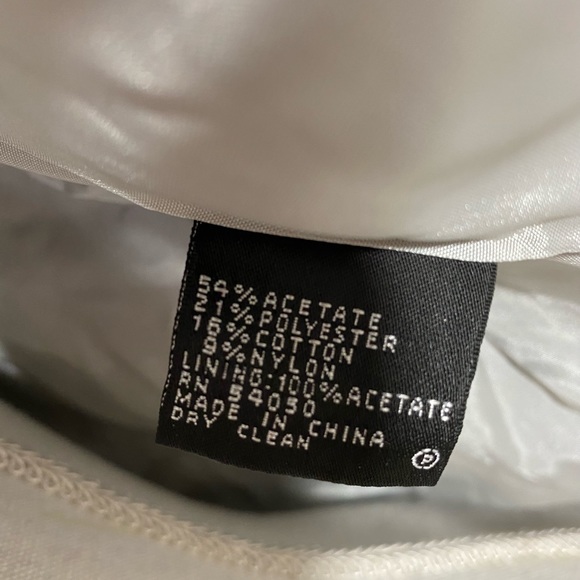 54% ACETATE
21% POLYESTER
16% COTTON
9% NYLON
LINING:100% ACETATE
RN 54030
MADE IN CHINA
DRY CLEAN
P